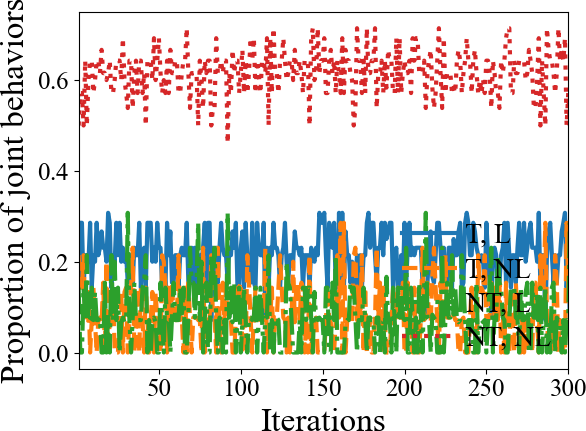 Proportion of joint behaviors
0.6
0.4
0.2
0.0
T, L
T, NL
NT, L
NT, NL
50
100
150
200
250
300
Iterations